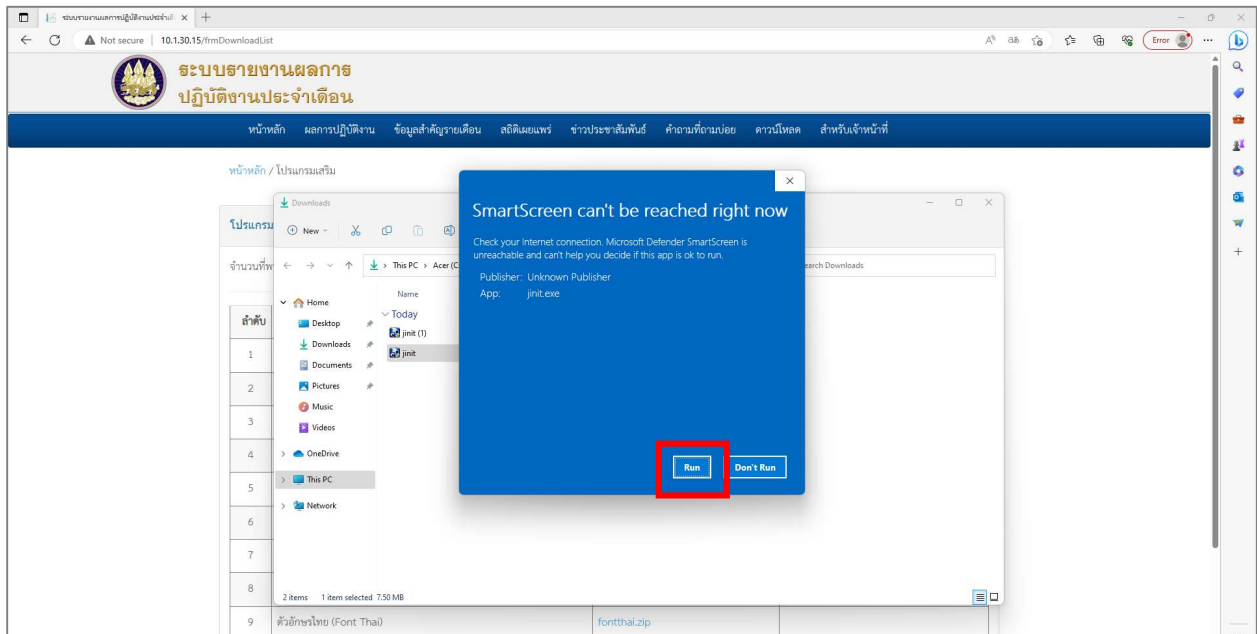 ระบบรายงานผลการปฏิบัติงานประจำเดื
Not secure | 10.1.30.15/frmDownloadList
Error
ระบบรายงานผลการ
ปฏิบัติงานประจำเดือน
หน้าหลัก ผลการปฏิบัติงาน ข้อมูลสำคัญรายเดือน สถิติเผยแพร่ ข่าวประชาสัมพันธ์ คำถามที่ถามบ่อย ดาวน์โหลด สำหรับเจ้าหน้าที่
หน้าหลัก / โปรแกรมเสริม
Downloads
SmartScreen can't be reached right now
โปรแกรม
New
Check your Internet connection. Microsoft Defender SmartScreen is
unreachable and can't help you decide if this app is ok to run.
จำนวนที่พ
This PC > Acer (C
earch Downloads
Publisher: Unknown Publisher
App: jinit.exe
Name
Home
Today
ลำดับ
Desktop
jinit (1)
Downloads
jinit
1
Documents
2
Pictures
Music
3
Videos
4
OneDrive
Run
Don't Run
This PC
5
Network
6
7
8
2 items 1 item selected 7.50 MB
9 ตัวอักษรไทย (Font Thai) fontthai.zip